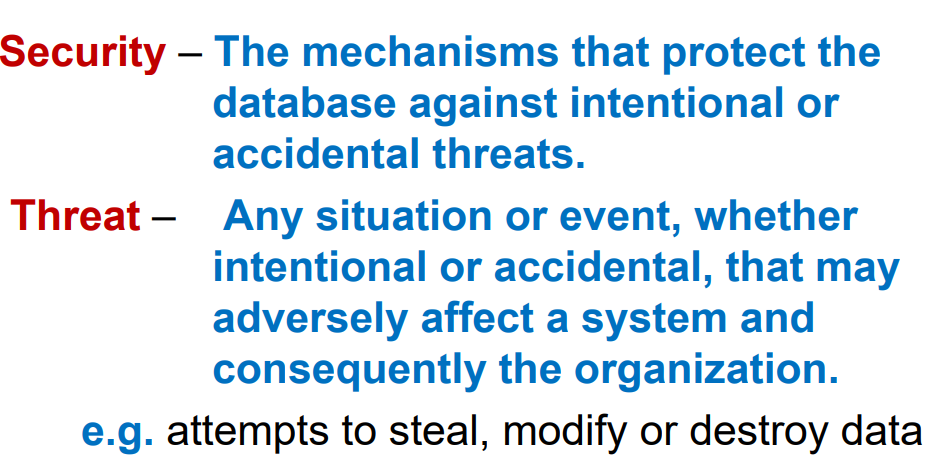 Security – The mechanisms that protect the
database against intentional or
accidental threats.
Threat – Any situation or event, whether
intentional or accidental, that may
adversely affect a system and
consequently the organization.
e.g. attempts to steal, modify or destroy data